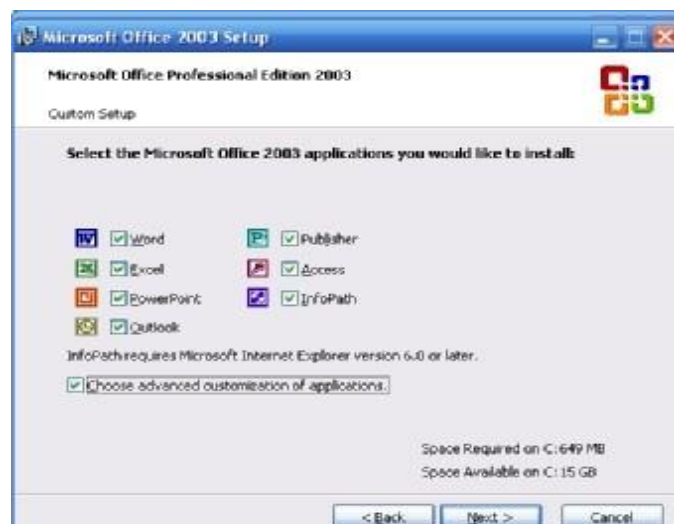 Microsoft Office 2003 Setup
Microsoft Office Professional Edition 2003
Custom Setup
Select the Microsoft Office 2003 applications you would like to install:
Word
Publisher
Excel
Access
PowerPoint
InfoPath
Outlook
InfoPath requires Microsoft Internet Explorer version 6.0 or later.
Choose advanced customization of applications.
Space Required on C: 649 MB
Space Available on C: 15 GB
< Back Next > Cancel